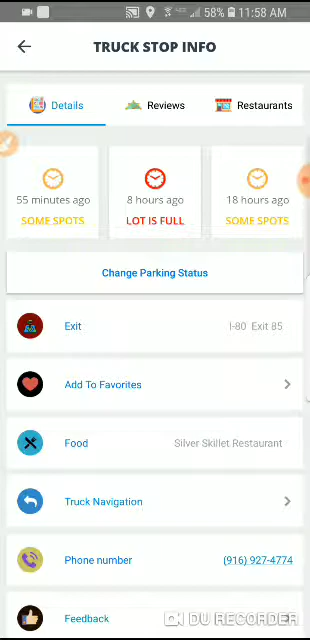 58% 11:58 AM
TRUCK STOP INFO
Details Reviews Restaurants
55 minutes ago 8 hours ago 18 hours ago
SOME SPOTS LOT IS FULL SOME SPOTS
Change Parking Status
Exit I-80 Exit 85
Add To Favorites
Food Silver Skillet Restaurant
Truck Navigation
Phone number (916) 927-4774
Feedback
DU RECORDER